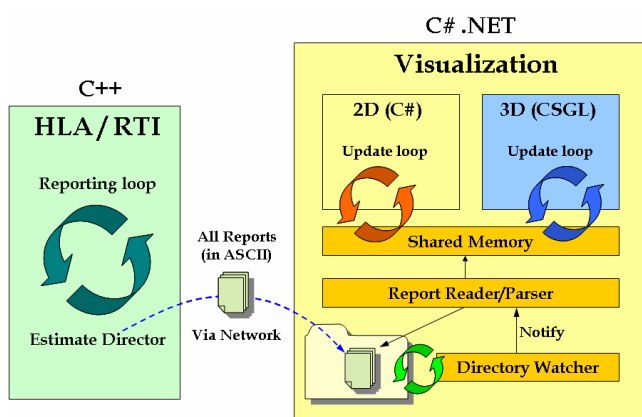 C++
HLA/RTI
Reporting loop
Estimate Director
All Reports
(in ASCII)
Via Network
C# .NET
Visualization
2D (C#)
Update loop
3D (CSGL)
Update loop
Shared Memory
Report Reader/Parser
Notify
Directory Watcher